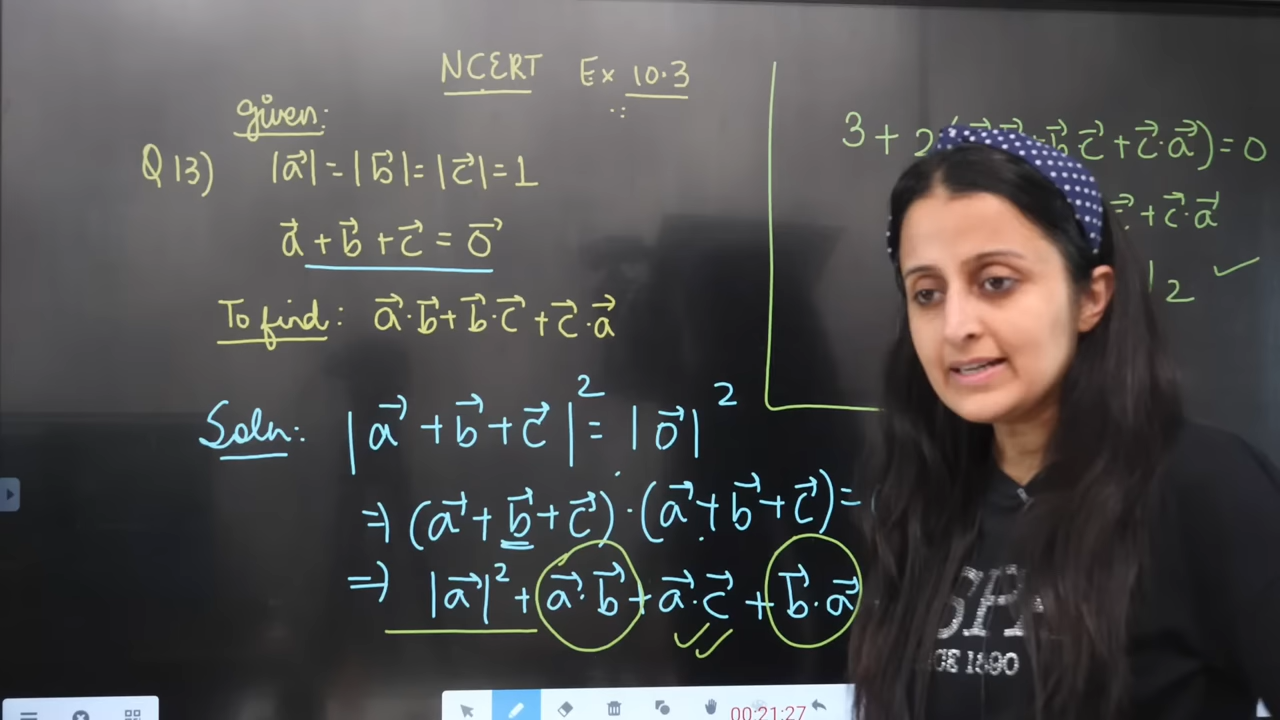 NCERT Ex 10.3
given:
Q13) |a⃗| = |b⃗| = |c⃗| = 1
a⃗ + b⃗ + c⃗ = 0⃗
To find: a⃗·b⃗ + b⃗·c⃗ + c⃗·a⃗
Soln: |a⃗ + b⃗ + c⃗|² = |0⃗|²
⇒ (a⃗ + b⃗ + c⃗)·(a⃗ + b⃗ + c⃗) =
⇒ |a⃗|² + a⃗·b⃗ + a⃗·c⃗ + b⃗·a⃗
3 + 2( b⃗·c⃗ + c⃗·a⃗) = 0
+ c⃗·a⃗
2
00:21:27